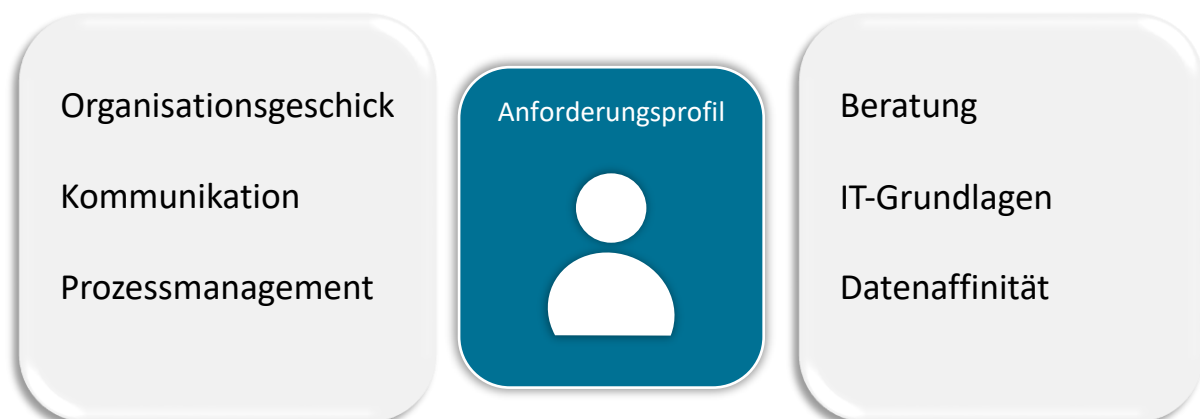 Organisationsgeschick
Kommunikation
Prozessmanagement
Anforderungsprofil
Beratung
IT-Grundlagen
Datenaffinität